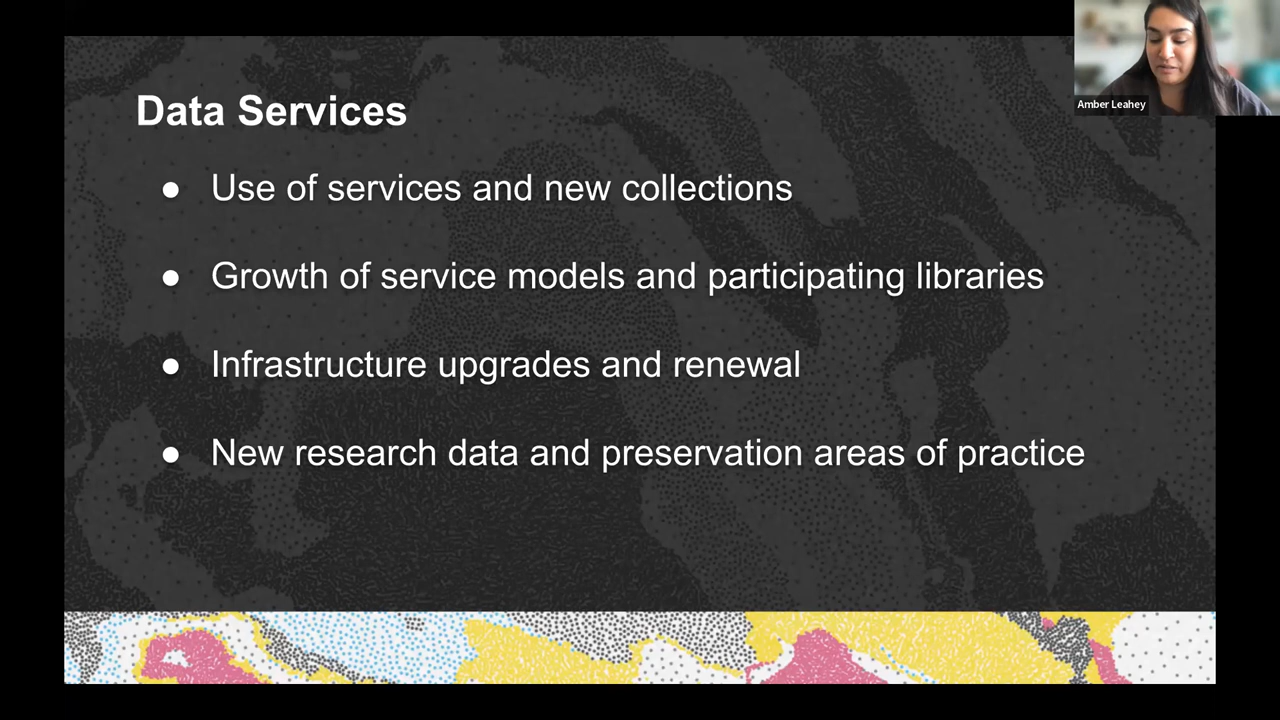 Data Services
● Use of services and new collections
● Growth of service models and participating libraries
● Infrastructure upgrades and renewal
● New research data and preservation areas of practice
Amber Leahey